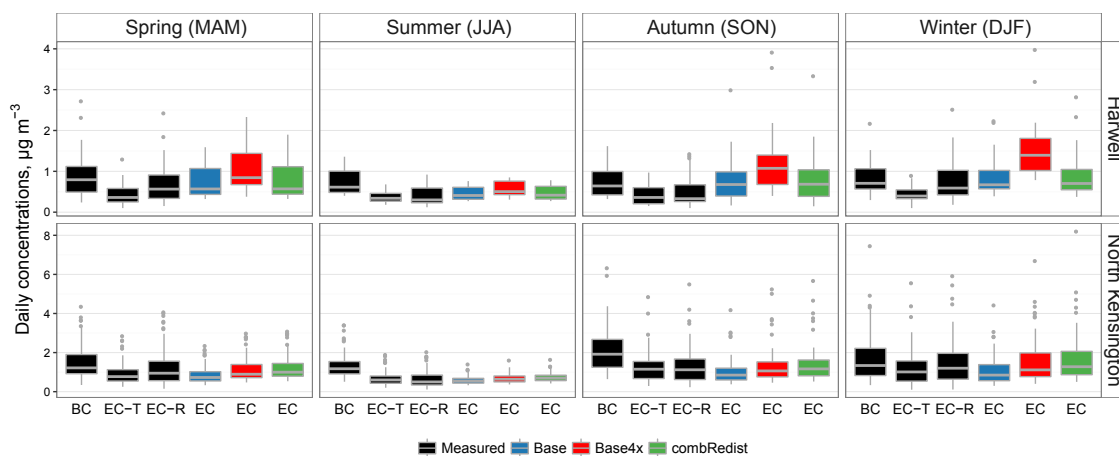 Spring (MAM) Summer (JJA) Autumn (SON) Winter (DJF)
Daily concentrations, µg m−3
4
3
2
1
0
Harwell
8
6
4
2
0
North Kensington
BC EC−T EC−R EC EC EC BC EC−T EC−R EC EC EC BC EC−T EC−R EC EC EC BC EC−T EC−R EC EC EC
Measured Base Base4x combRedist